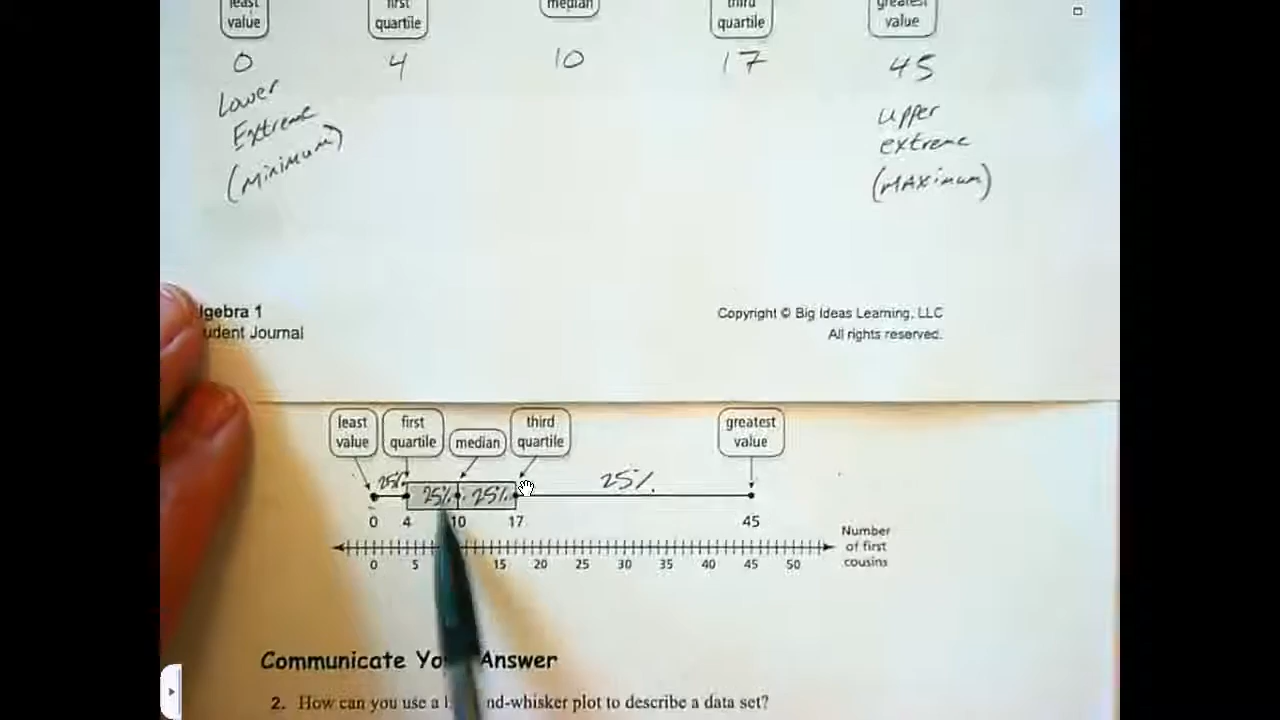 least first median third greatest
value quartile quartile value
0 4 10 17 45
Lower
Extreme
(Minimum)
upper
extreme
(MAXimum)
lgebra 1
udent Journal
Copyright © Big Ideas Learning, LLC
All rights reserved.
least first third greatest
value quartile median quartile value
25% 25% 25% 25%
0 4 10 17 45
Number
of first
cousins
0 5 15 20 25 30 35 40 45 50
Communicate Yo Answer
2. How can you use a nd-whisker plot to describe a data set?